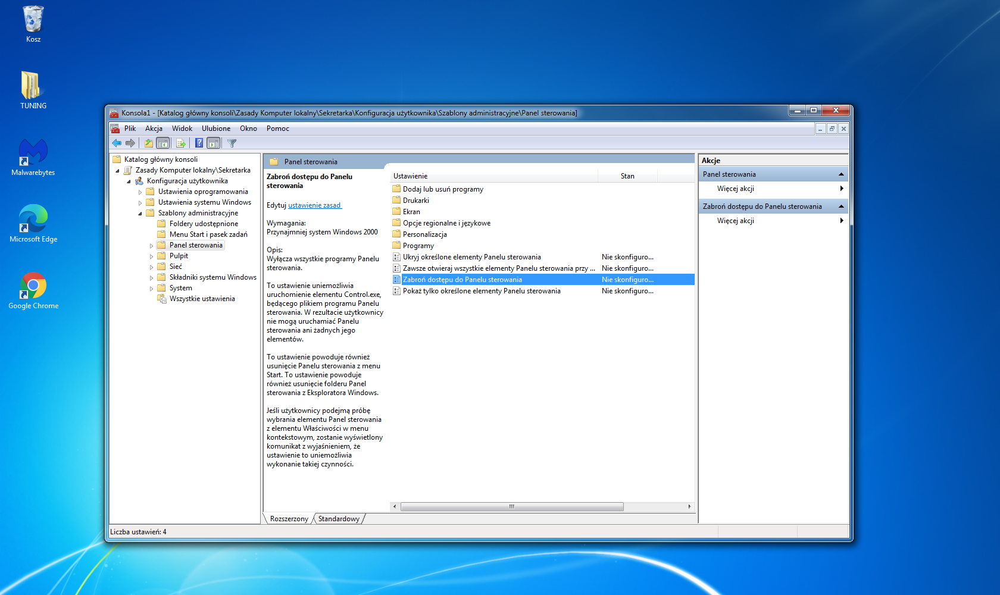 Kosz
TUNING
Malwarebytes
Microsoft Edge
Google Chrome
Konsola1 - [Katalog główny konsoli\Zasady Komputer lokalny\Sekretarka\Konfiguracja użytkownika\Szablony administracyjne\Panel sterowania]
Plik Akcja Widok Ulubione Okno Pomoc
Katalog główny konsoli
Zasady Komputer lokalny\Sekretarka
Konfiguracja użytkownika
Ustawienia oprogramowania
Ustawienia systemu Windows
Szablony administracyjne
Foldery udostępnione
Menu Start i pasek zadań
Panel sterowania
Pulpit
Sieć
Składniki systemu Windows
System
Wszystkie ustawienia
Panel sterowania
Zabroń dostępu do Panelu
sterowania
Edytuj ustawienie zasad
Wymagania:
Przynajmniej system Windows 2000
Opis:
Wyłącza wszystkie programy Panelu
sterowania.
To ustawienie uniemożliwia
uruchomienie elementu Control.exe,
będącego plikiem programu Panelu
sterowania. W rezultacie użytkownicy
nie mogą uruchamiać Panelu
sterowania ani żadnych jego
elementów.
To ustawienie powoduje również
usunięcie Panelu sterowania z menu
Start. To ustawienie powoduje
również usunięcie folderu Panel
sterowania z Eksploratora Windows.
Jeśli użytkownicy podejmą próbę
wybrania elementu Panel sterowania
z elementu Właściwości w menu
kontekstowym, zostanie wyświetlony
komunikat z wyjaśnieniem, że
ustawienie to uniemożliwia
wykonanie takiej czynności.
Ustawienie Stan
Dodaj lub usuń programy
Drukarki
Ekran
Opcje regionalne i językowe
Personalizacja
Programy
Ukryj określone elementy Panelu sterowania Nie skonfiguro...
Zawsze otwieraj wszystkie elementy Panelu sterowania przy ... Nie skonfiguro...
Zabroń dostępu do Panelu sterowania Nie skonfiguro...
Pokaż tylko określone elementy Panelu sterowania Nie skonfiguro...
Rozszerzony Standardowy
Akcje
Panel sterowania
Więcej akcji
Zabroń dostępu do Panelu sterowania
Więcej akcji
Liczba ustawień: 4